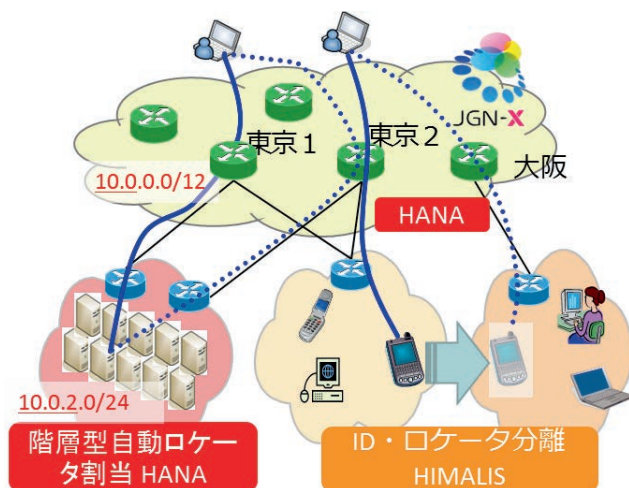 JGN-X
東京1
東京2
大阪
10.0.0.0/12
HANA
10.0.2.0/24
階層型自動ロケー
タ割当 HANA
ID・ロケータ分離
HIMALIS